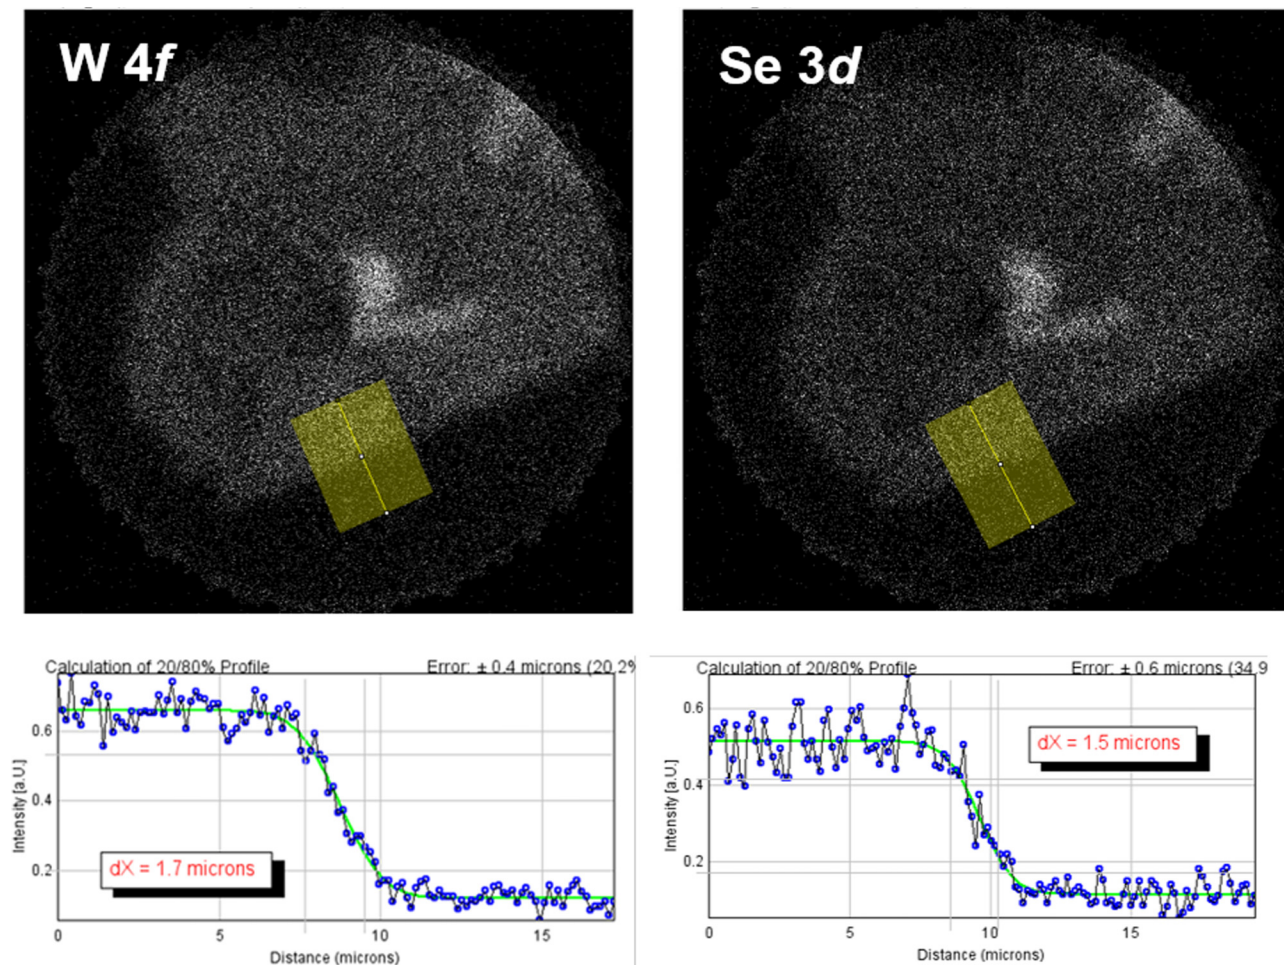 W 4f
Se 3d
Calculation of 20/80% Profile Error: ± 0.4 microns (20.2%
Intensity [a.U.]
0.6
0.4
0.2
dX = 1.7 microns
0 5 10 15
Distance (microns)
Calculation of 20/80% Profile Error: ± 0.6 microns (34.9
Intensity [a.U.]
0.6
0.4
0.2
dX = 1.5 microns
0 5 10 15
Distance (microns)